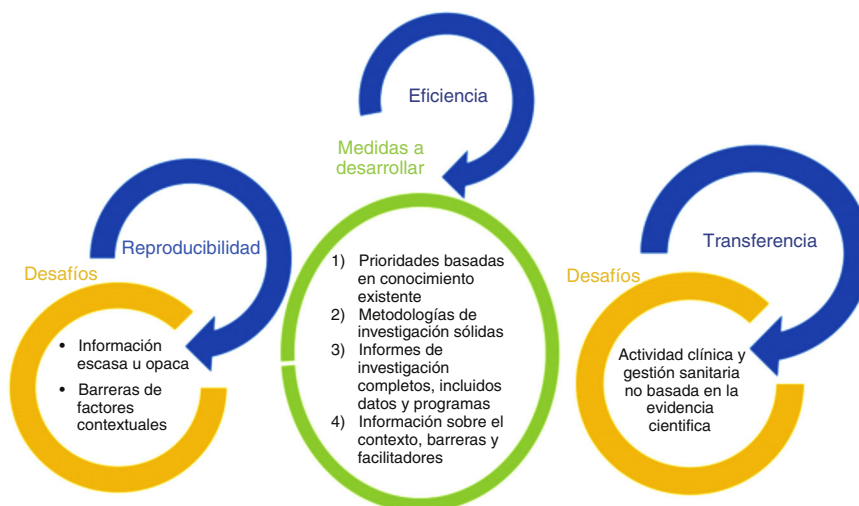 Reproducibilidad
Desafíos
• Información
escasa u opaca
• Barreras de
factores
contextuales
Eficiencia
Medidas a
desarrollar
1) Prioridades basadas
en conocimiento
existente
2) Metodologías de
investigación sólidas
3) Informes de
investigación
completos, incluidos
datos y programas
4) Información sobre el
contexto, barreras y
facilitadores
Transferencia
Desafíos
Actividad clínica y
gestión sanitaria
no basada en la
evidencia
cientifica